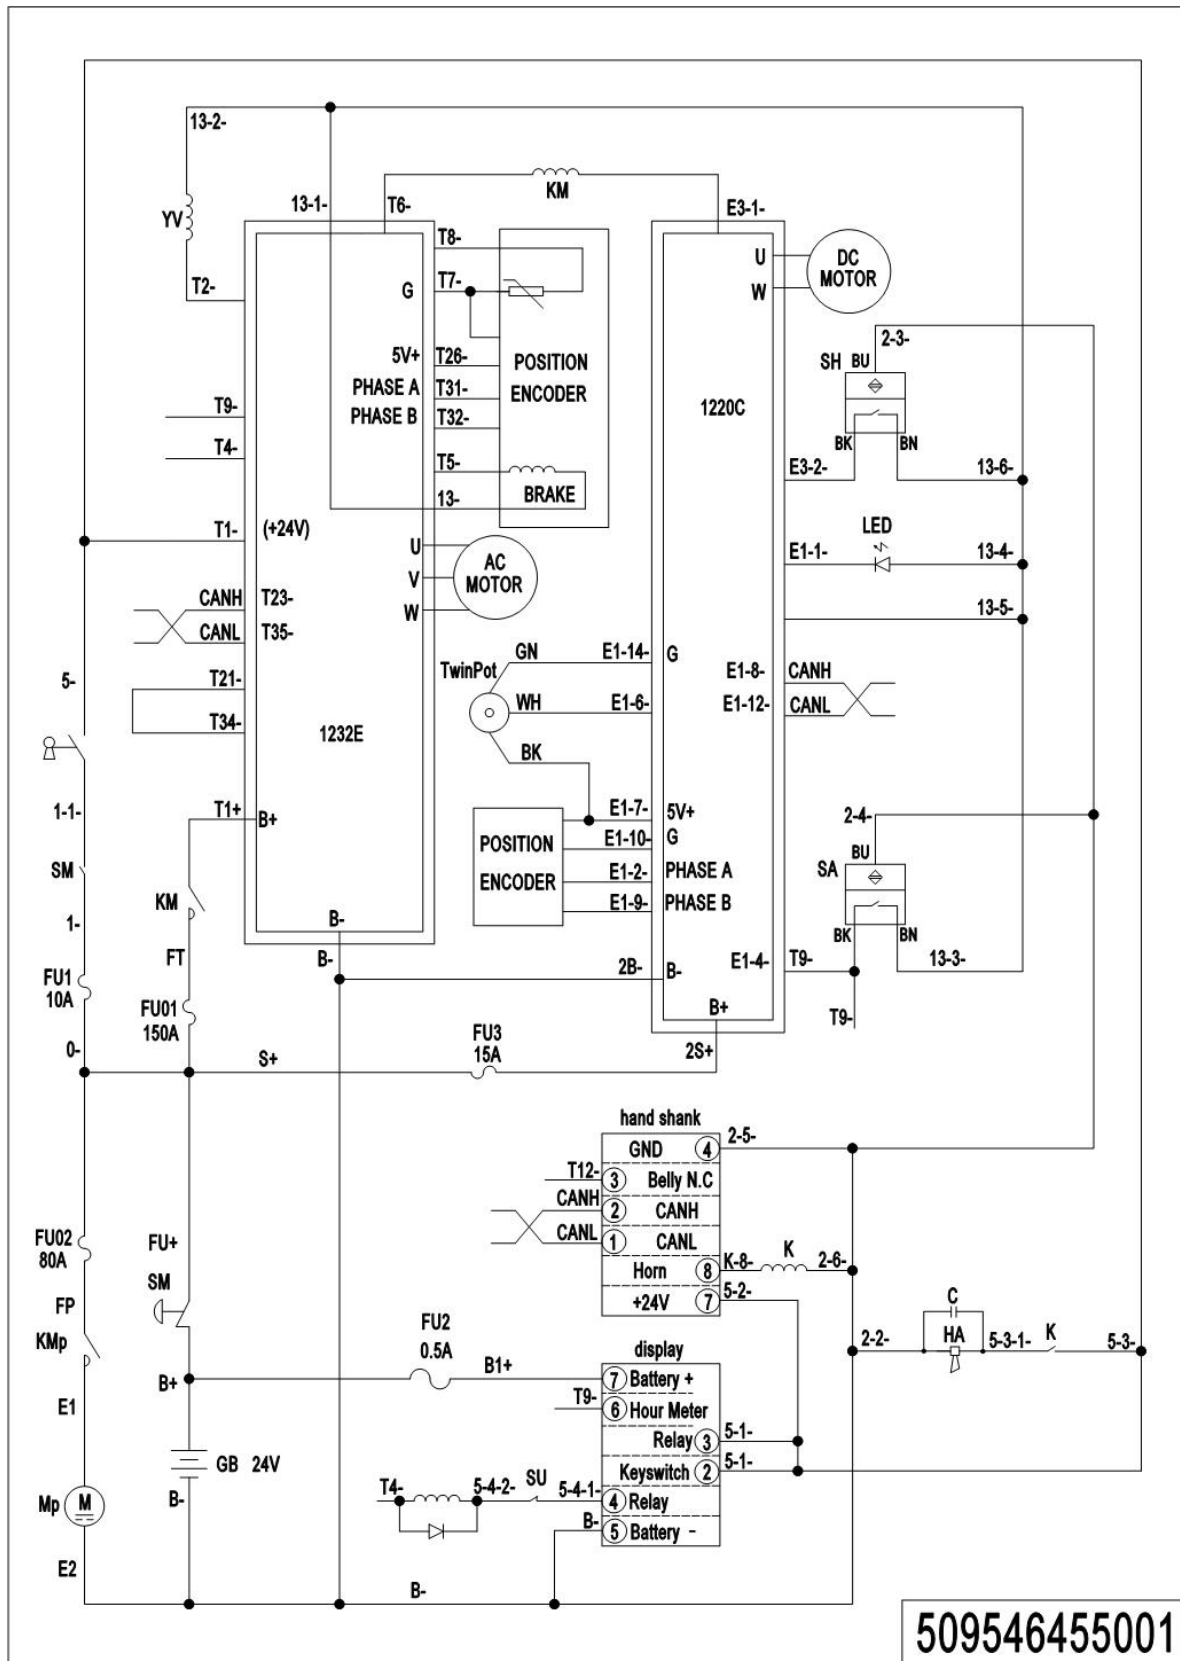 13-2-
KM
YV
13-1-
T6-
E3-1-
T8-
U
DC
MOTOR
T2-
G
T7-
W
2-3-
5V+
T26-
POSITION
SH
BU
PHASE A
T31-
ENCODER
1220C
T9-
PHASE B
T32-
T4-
BK
BN
T5-
E3-2-
13-6-
13-
BRAKE
T1-
(+24V)
LED
U
AC
MOTOR
E1-1-
13-4-
V
CANH
T23-
W
13-5-
CANL
T35-
GN
E1-14-
G
5-
T21-
TwinPot
E1-8-
CANH
WH
E1-6-
E1-12-
CANL
T34-
1232E
BK
1-1-
T1+
B+
E1-7-
5V+
2-4-
POSITION
E1-10-
G
BU
SM
ENCODER
E1-2-
PHASE A
SA
KM
E1-9-
PHASE B
1-
B-
BK
BN
FT
B-
2B-
B-
E1-4-
T9-
13-3-
FU1
10A
FU01
150A
B+
T9-
0-
S+
FU3
15A
2S+
hand shank
GND
4
2-5-
T12-
3
Belly N.C
CANH
2
CANH
CANL
1
CANL
FU02
80A
FU+
Horn
8
K-8-
K
2-6-
SM
+24V
7
5-2-
FP
C
KMp
FU2
0.5A
display
2-2-
HA
5-3-1-
K
5-3-
B+
B1+
7
Battery +
T9-
6
Hour Meter
E1
Relay
3
5-1-
GB 24V
Keyswitch
2
5-1-
T4-
5-4-2-
SU
5-4-1-
4
Relay
B-
Mp
M
B-
5
Battery -
E2
B-
509546455001